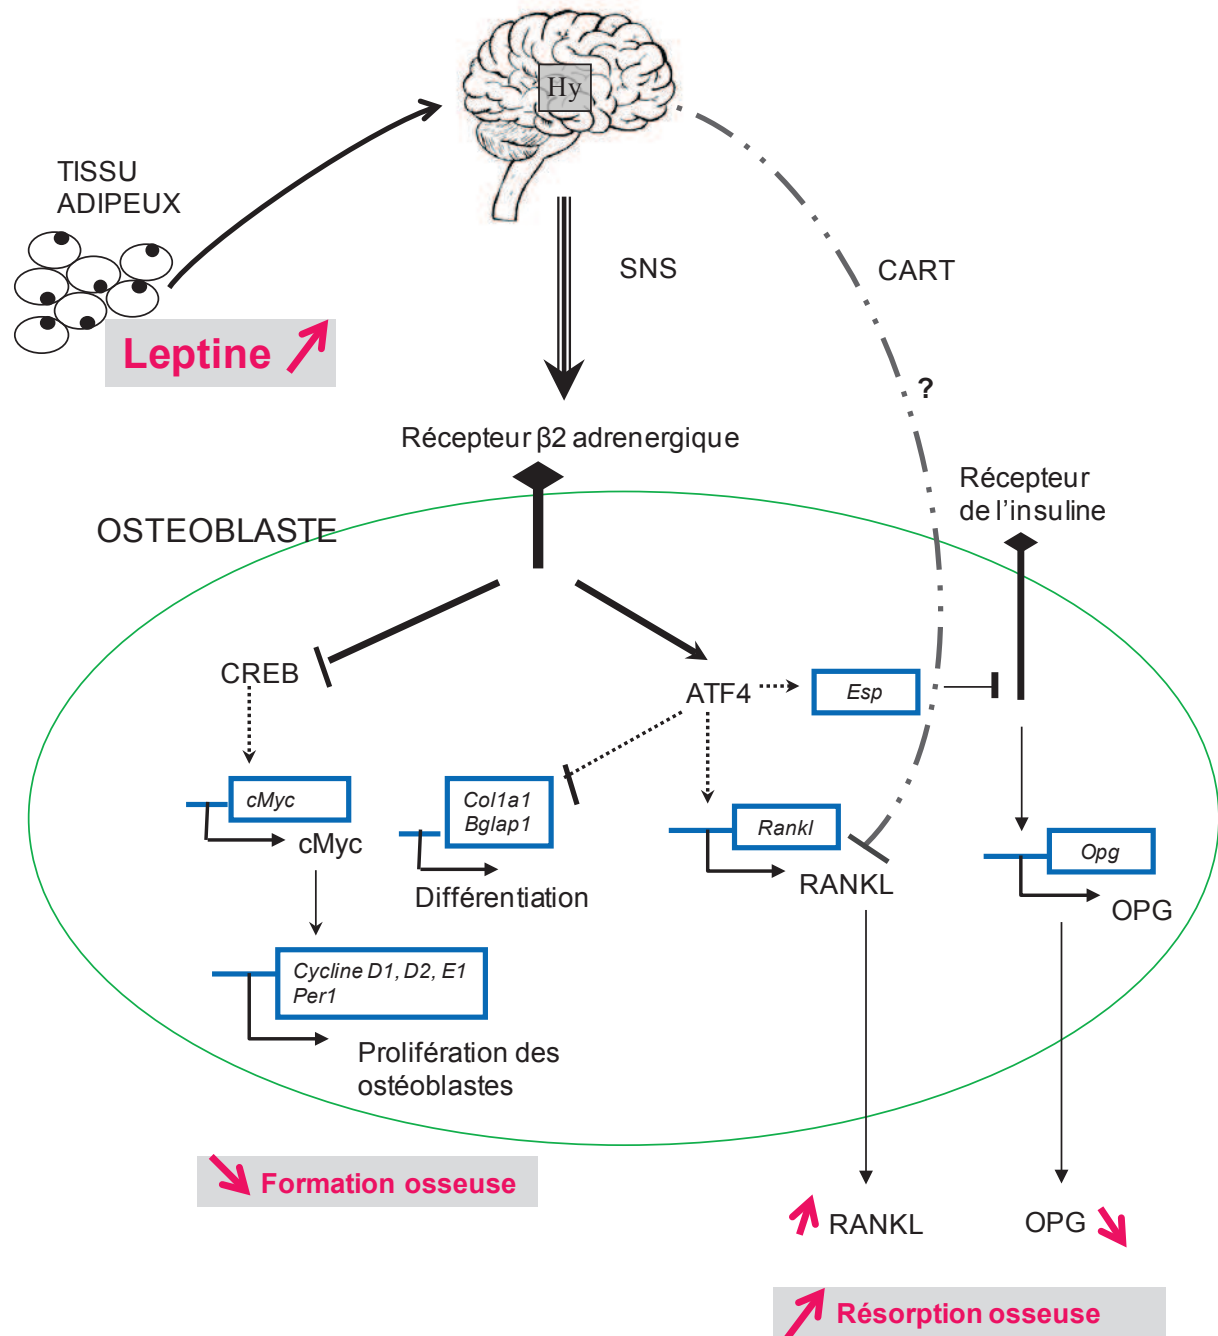 Hy
TISSU
ADIPEUX
SNS
CART
Leptine
?
Récepteur β2 adrenergique
Récepteur
de l'insuline
OSTEOBLASTE
CREB
ATF4
Esp
cMyc
Col1a1
Bglap1
Rankl
Opg
cMyc
Différentiation
RANKL
OPG
Cycline D1, D2, E1
Per1
Prolifération des
ostéoblastes
Formation osseuse
RANKL
OPG
Résorption osseuse